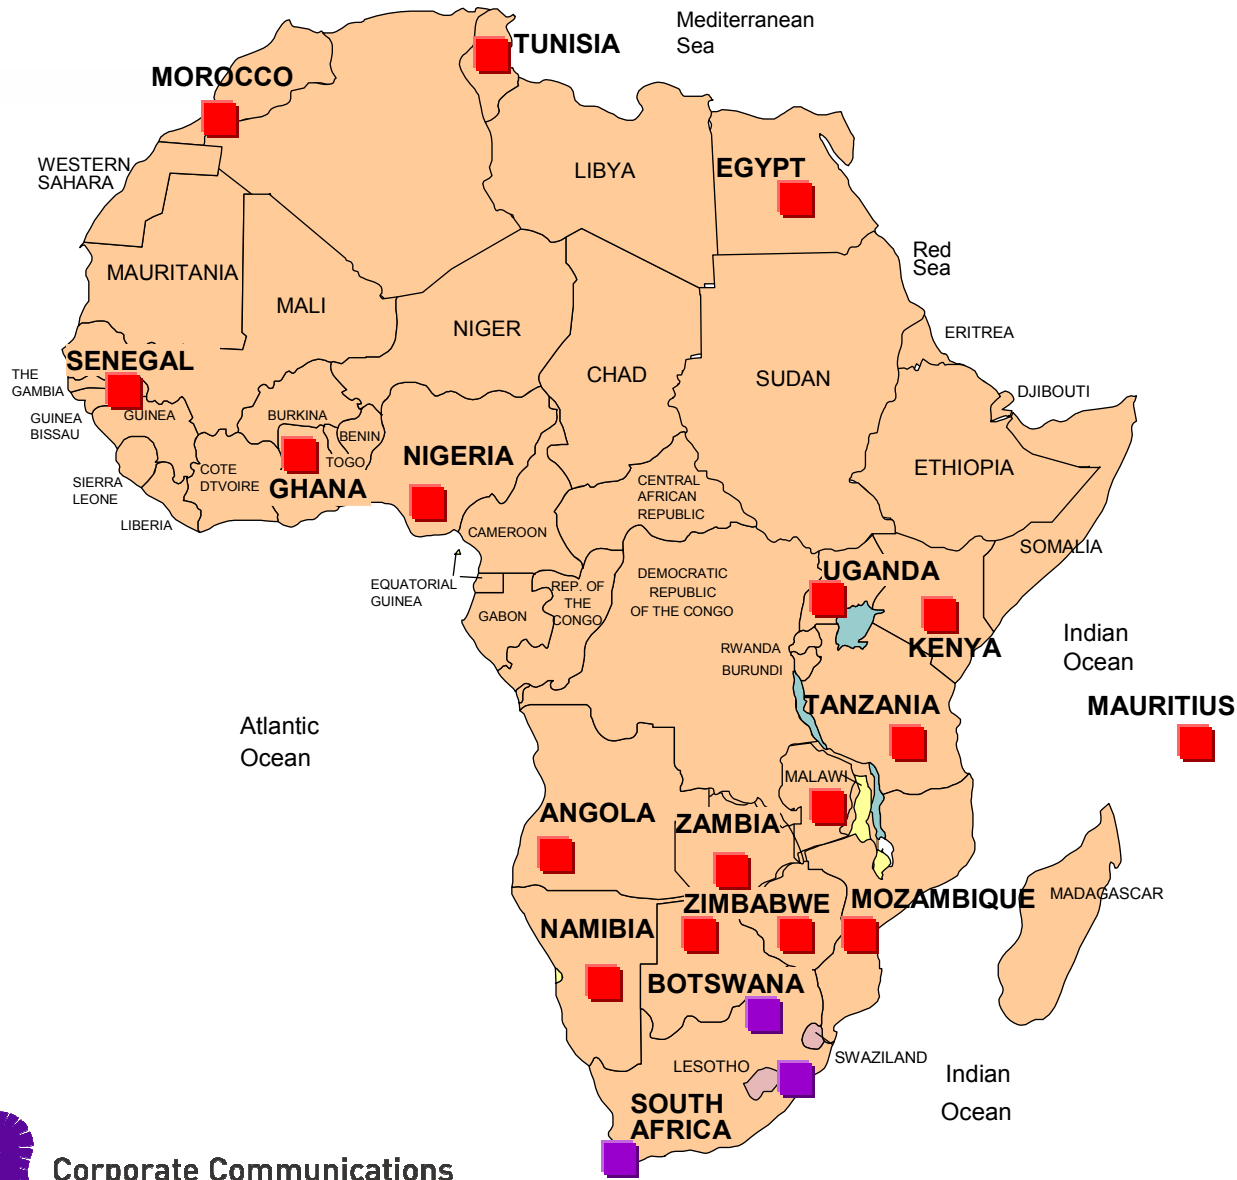 Mediterranean
Sea
TUNISIA
MOROCCO
WESTERN
SAHARA
LIBYA
EGYPT
Red
Sea
MAURITANIA
MALI
NIGER
CHAD
SUDAN
ERITREA
SENEGAL
THE
GAMBIA
GUINEA
BISSAU
GUINEA
BURKINA
BENIN
TOGO
NIGERIA
DJIBOUTI
ETHIOPIA
COTE
DTVOIRE
GHANA
SIERRA
LEONE
LIBERIA
CENTRAL
AFRICAN
REPUBLIC
CAMEROON
SOMALIA
EQUATORIAL
GUINEA
GABON
REP. OF
THE
CONGO
DEMOCRATIC
REPUBLIC
OF THE CONGO
UGANDA
KENYA
RWANDA
BURUNDI
Indian
Ocean
TANZANIA
MAURITIUS
Atlantic
Ocean
MALAWI
ANGOLA
ZAMBIA
ZIMBABWE
MOZAMBIQUE
MADAGASCAR
NAMIBIA
BOTSWANA
SWAZILAND
LESOTHO
Indian
Ocean
SOUTH
AFRICA
Corporate Communications